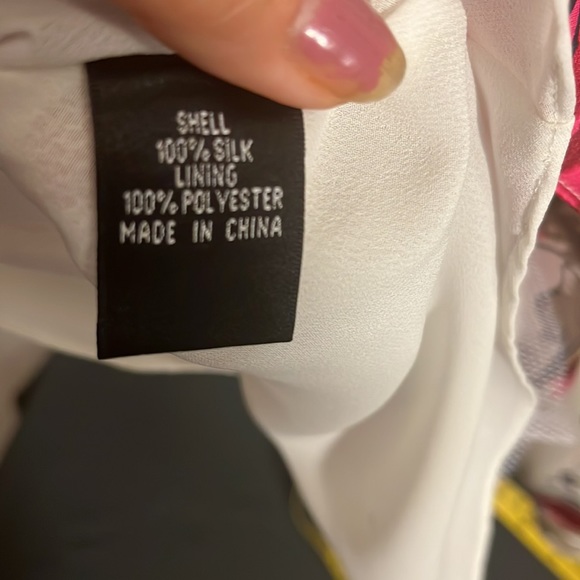 SHELL
100% SILK
LINING
100% POLYESTER
MADE IN CHINA